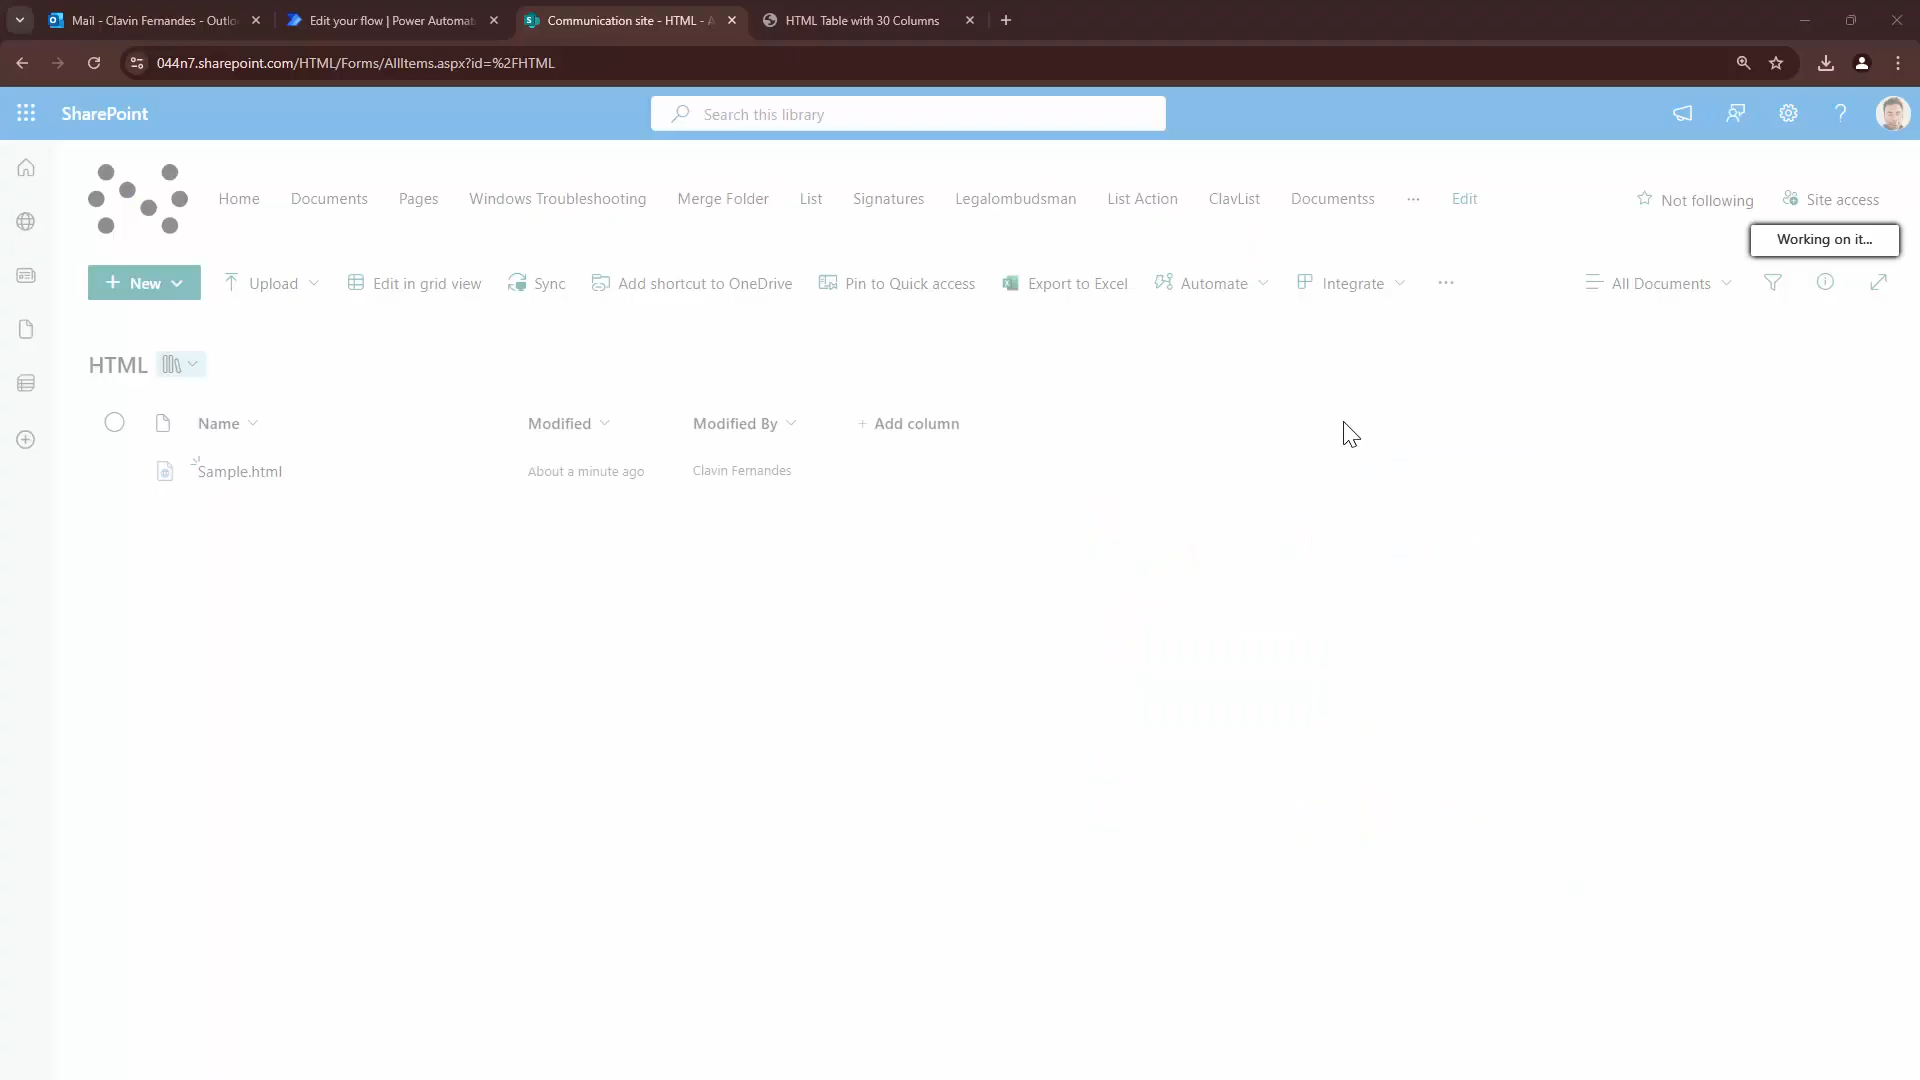 Mail - Clavin Fernandes - Outlo
Edit your flow | Power Automat
Communication site - HTML - A
HTML Table with 30 Columns
044n7.sharepoint.com/HTML/Forms/AllItems.aspx?id=%2FHTML
SharePoint
Search this library
Home Documents Pages Windows Troubleshooting Merge Folder List Signatures Legalombudsman List Action ClavList Documentss ··· Edit
Not following Site access
Working on it...
+ New Upload Edit in grid view Sync Add shortcut to OneDrive Pin to Quick access Export to Excel Automate Integrate ··· All Documents
HTML
Name Modified Modified By + Add column
Sample.html About a minute ago Clavin Fernandes